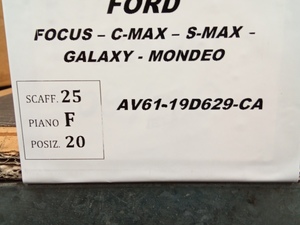 FORD
FOCUS – C-MAX – S-MAX –
GALAXY - MONDEO
SCAFF. 25
PIANO F
POSIZ. 20
AV61-19D629-CA